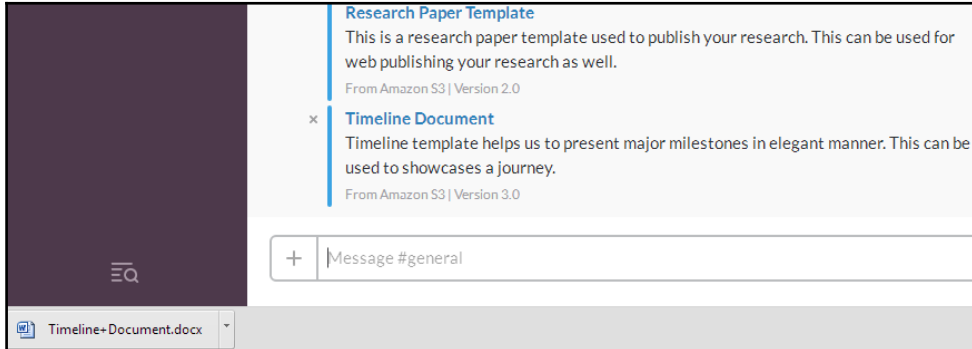 Research Paper Template
This is a research paper template used to publish your research. This can be used for
web publishing your research as well.
From Amazon S3 | Version 2.0
×
Timeline Document
Timeline template helps us to present major milestones in elegant manner. This can be
used to showcases a journey.
From Amazon S3 | Version 3.0
+
Message #general
Timeline+Document.docx